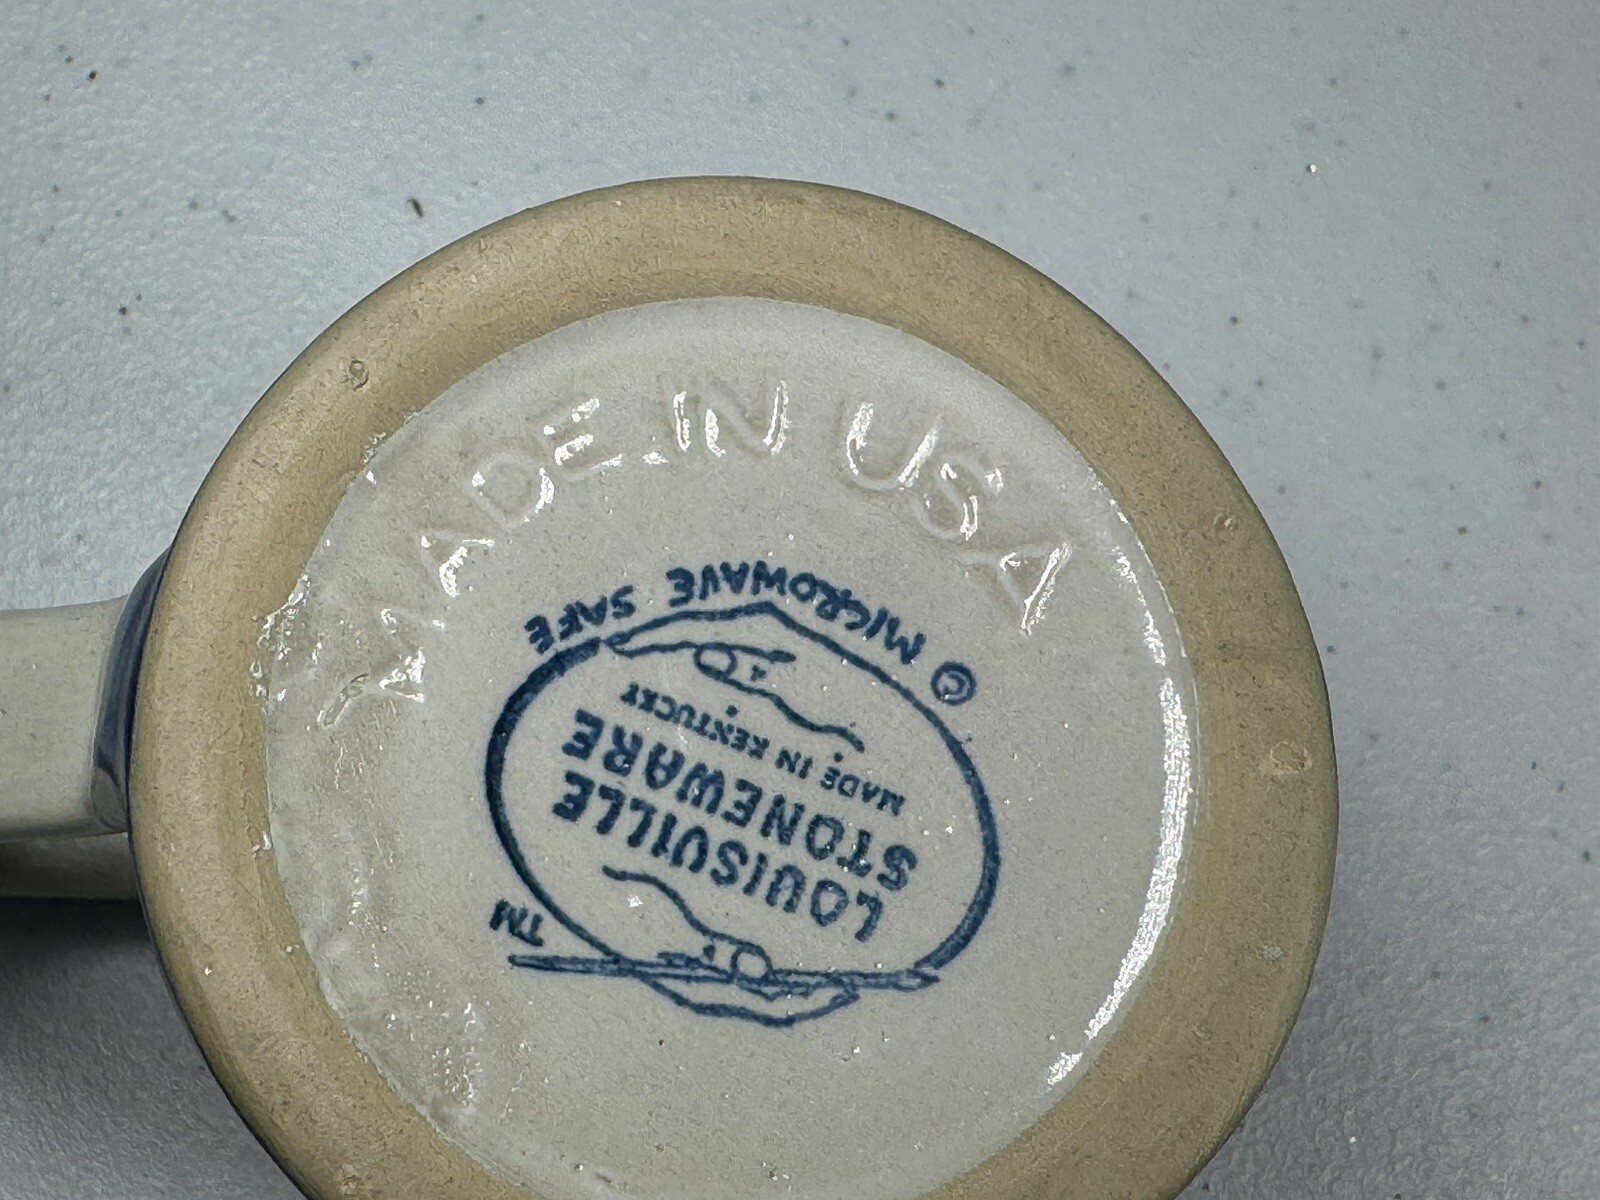 MADE IN USA
TM
LOUISVILLE
STONEWARE
MADE IN KENTUCKY
© MICROWAVE SAFE